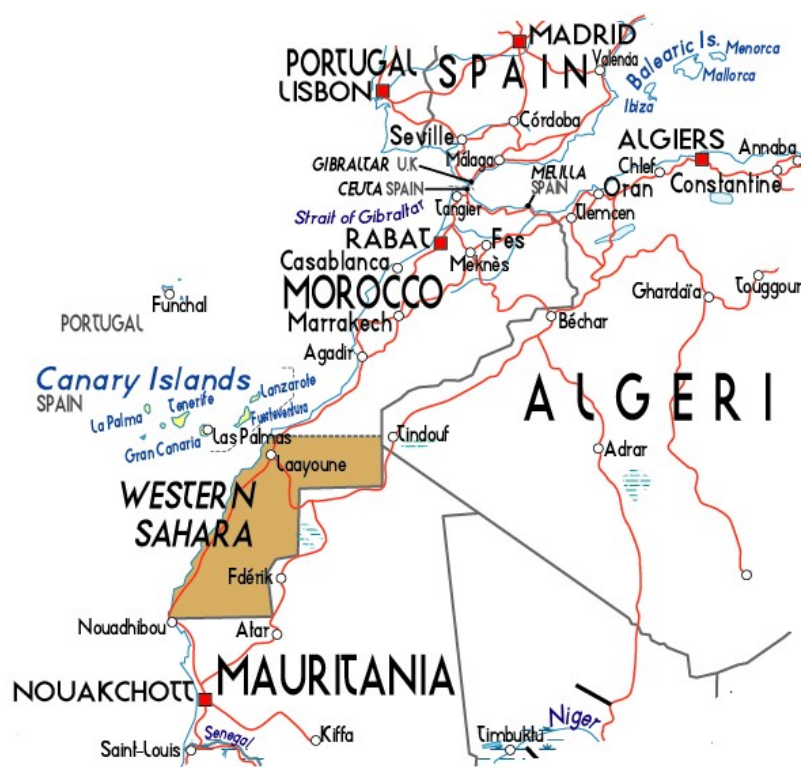 MADRID
PORTUGAL
SPAIN
Valencia
Balearic Is.
Menorca
Mallorca
Ibiza
LISBON
Córdoba
Seville
ALGIERS
Annaba
GIBRALTAR U.K
Málaga
MELILLA
SPAIN
Chlef
Constantine
CEUTA SPAIN
Oran
Tangier
Strait of Gibraltar
Tlemcen
RABAT
Fes
Casablanca
Meknès
MOROCCO
Ghardaïa
Touggour
Funchal
PORTUGAL
Marrakech
Béchar
Agadir
Canary Islands
SPAIN
Lanzarote
La Palma
Tenerife
Fuerteventura
ALGERI
Gran Canaria
Las Palmas
Tindouf
Adrar
Laayoune
WESTERN
SAHARA
Fdérik
Nouadhibou
Atar
MAURITANIA
NOUAKCHOTT
Niger
Senegal
Kiffa
Timbuktu
Saint-Louis